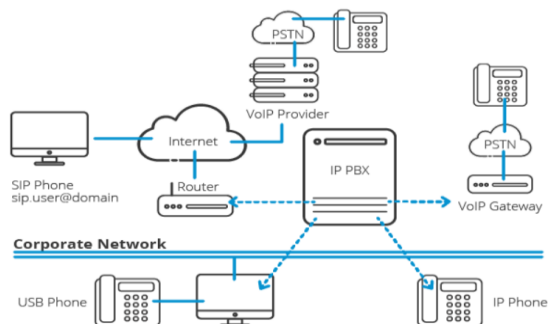 PSTN
VoIP Provider
Internet
PSTN
IP PBX
SIP Phone
sip.user@domain
Router
VoIP Gateway
Corporate Network
USB Phone
IP Phone